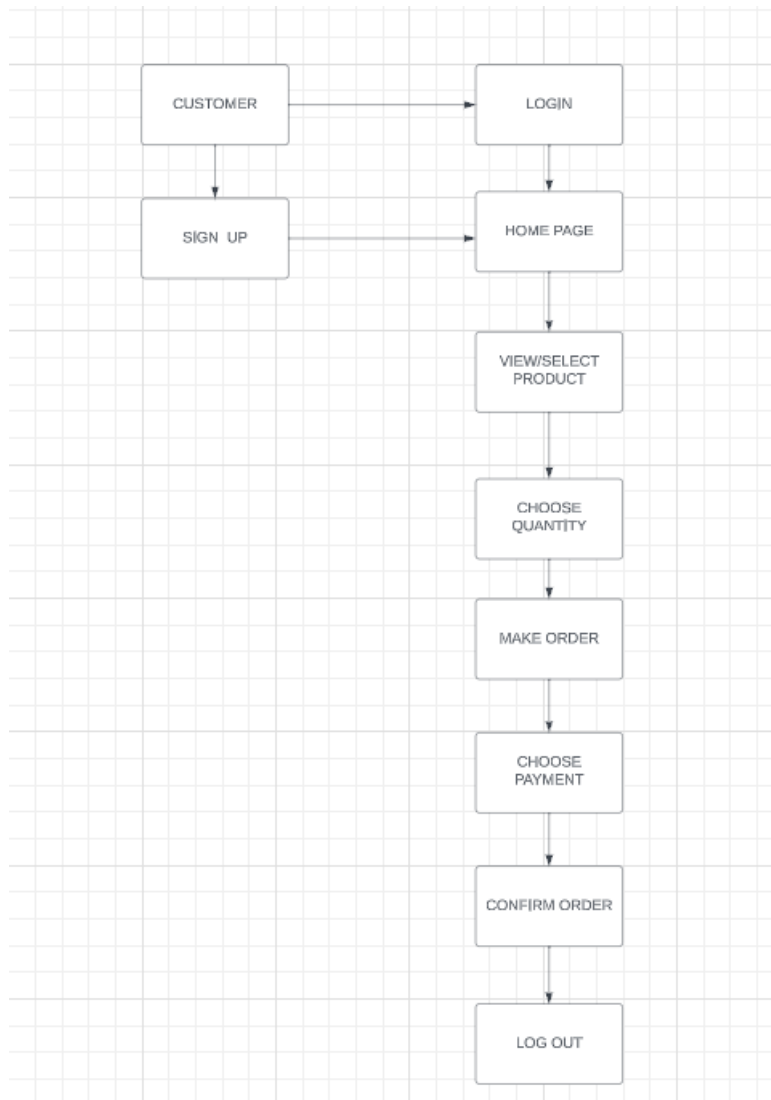 CUSTOMER
LOGIN
SIGN UP
HOME PAGE
VIEW/SELECT
PRODUCT
CHOOSE
QUANTITY
MAKE ORDER
CHOOSE
PAYMENT
CONFIRM ORDER
LOG OUT